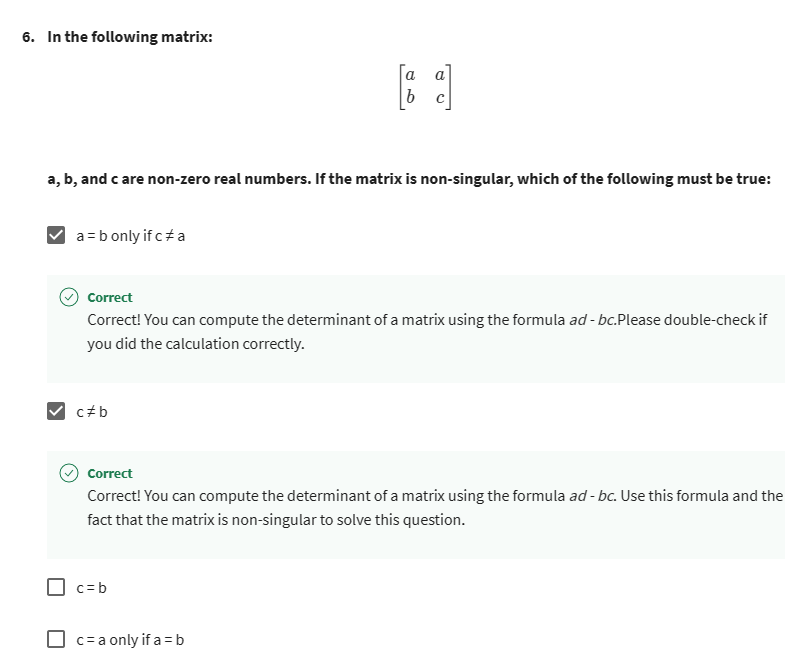 6. In the following matrix:
[a a]
[b c]
a, b, and c are non-zero real numbers. If the matrix is non-singular, which of the following must be true:
a = b only if c ≠ a
Correct
Correct! You can compute the determinant of a matrix using the formula ad - bc.Please double-check if
you did the calculation correctly.
c ≠ b
Correct
Correct! You can compute the determinant of a matrix using the formula ad - bc. Use this formula and the
fact that the matrix is non-singular to solve this question.
c = b
c = a only if a = b